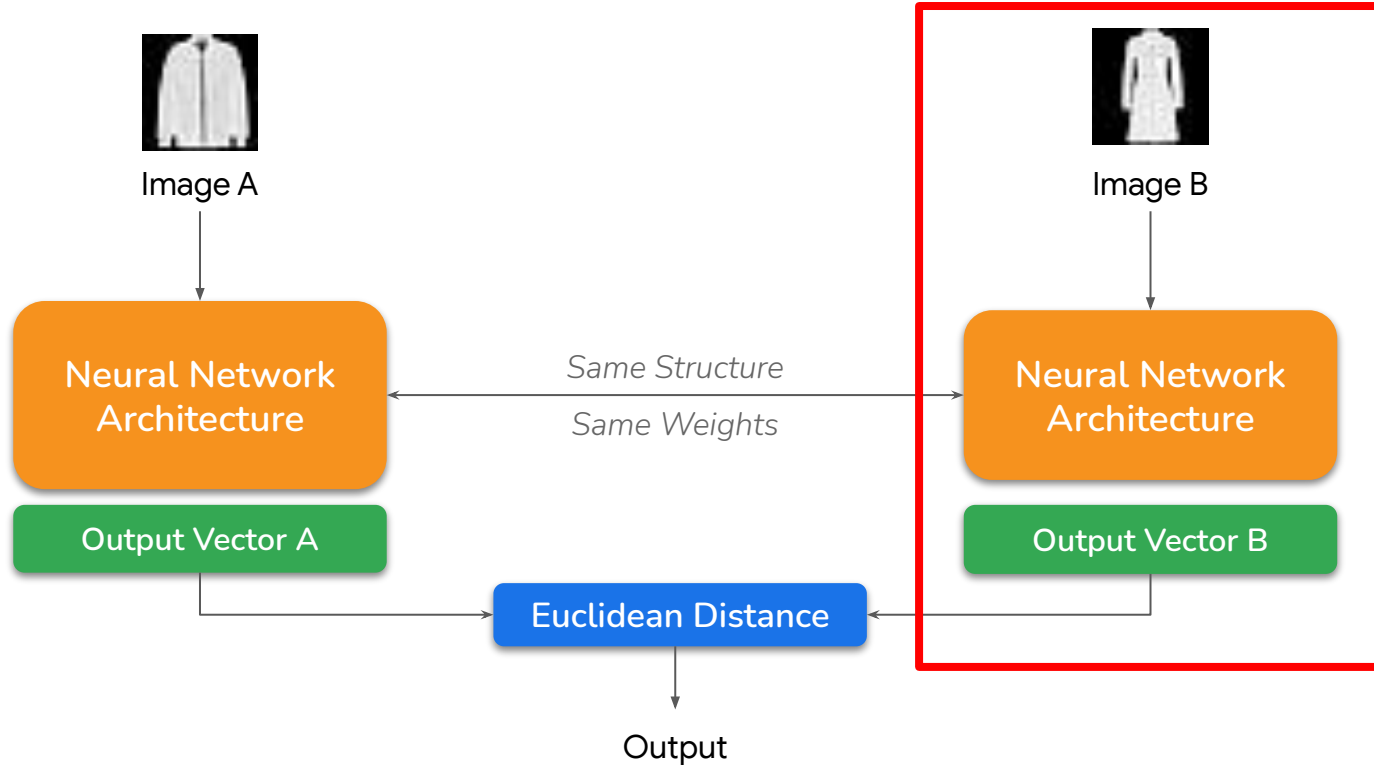 Image A
Image B
Neural Network
Architecture
Same Structure
Same Weights
Neural Network
Architecture
Output Vector A
Output Vector B
Euclidean Distance
Output